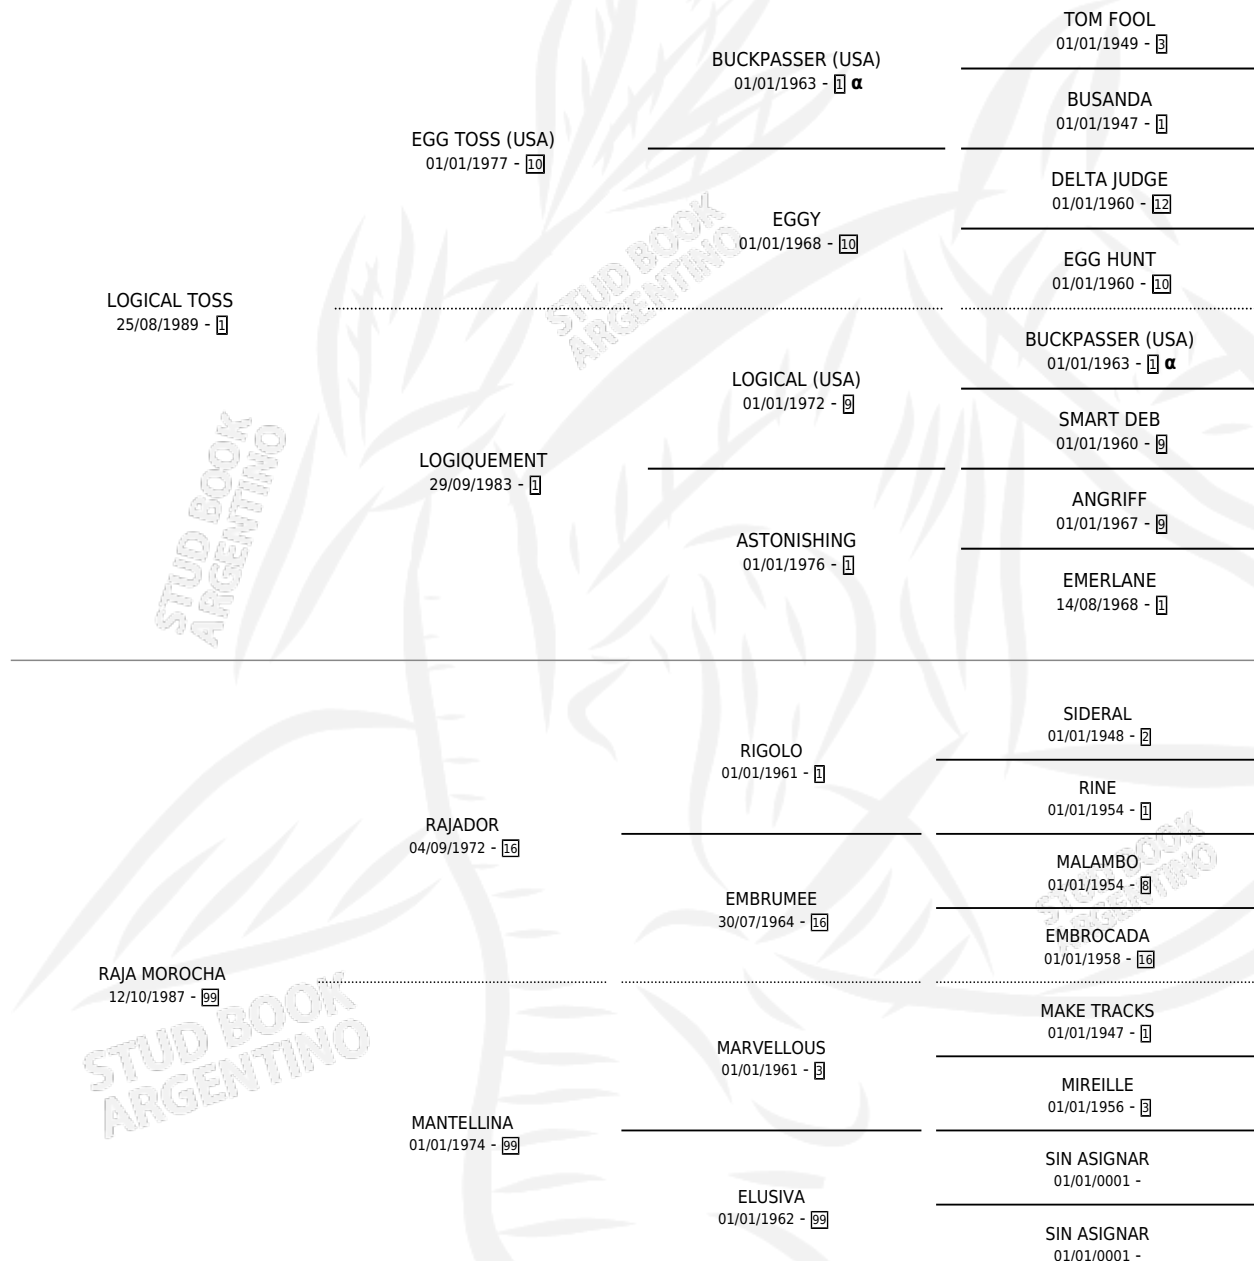 TOM FOOL
01/01/1949 - 3
BUCKPASSER (USA)
01/01/1963 - 1 α
BUSANDA
01/01/1947 - 1
EGG TOSS (USA)
01/01/1977 - 10
DELTA JUDGE
01/01/1960 - 12
EGGY
01/01/1968 - 10
EGG HUNT
01/01/1960 - 10
LOGICAL TOSS
25/08/1989 - 1
BUCKPASSER (USA)
01/01/1963 - 1 α
LOGICAL (USA)
01/01/1972 - 9
SMART DEB
01/01/1960 - 9
LOGIQUEMENT
29/09/1983 - 1
ANGRIFF
01/01/1967 - 9
ASTONISHING
01/01/1976 - 1
EMERLANE
14/08/1968 - 1
SIDERAL
01/01/1948 - 2
RIGOLO
01/01/1961 - 1
RINE
01/01/1954 - 1
RAJADOR
04/09/1972 - 16
MALAMBO
01/01/1954 - 8
EMBRUMEE
30/07/1964 - 16
EMBROCADA
01/01/1958 - 16
RAJA MOROCHA
12/10/1987 - 99
MAKE TRACKS
01/01/1947 - 1
MARVELLOUS
01/01/1961 - 3
MIREILLE
01/01/1956 - 3
MANTELLINA
01/01/1974 - 99
SIN ASIGNAR
01/01/0001 -
ELUSIVA
01/01/1962 - 99
SIN ASIGNAR
01/01/0001 -
STUD BOOK
ARGENTINO
STUD BOOK
ARGENTINO
STUD BOOK
ARGENTINO
STUD BOOK
ARGENTINO